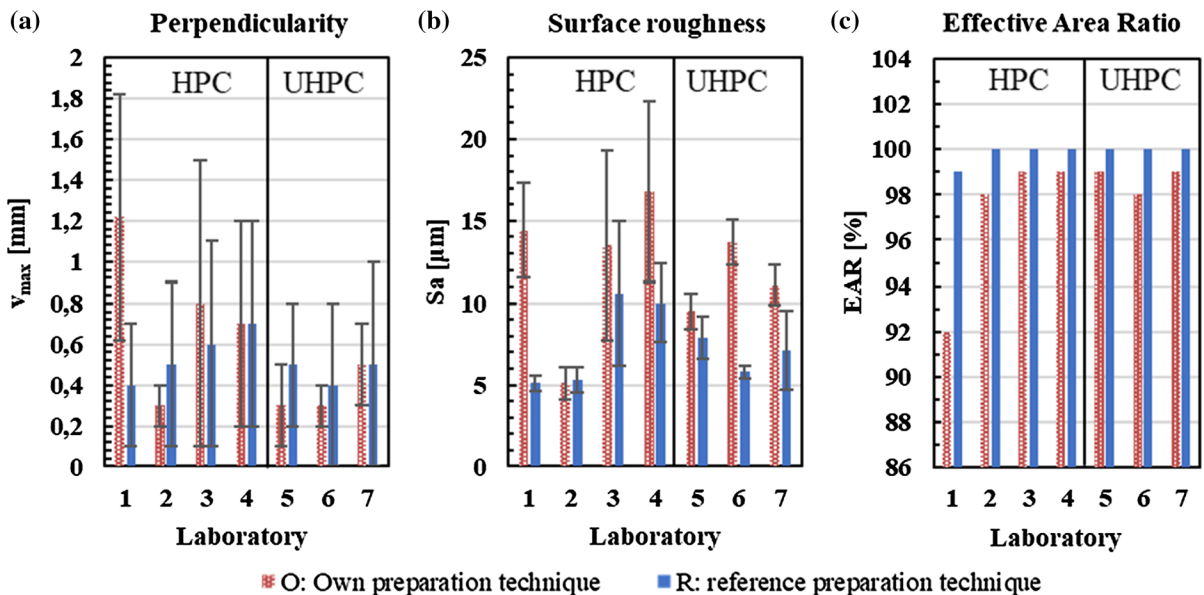 (a) Perpendicularity
2
1,8
1,6
1,4
1,2
1
0,8
0,6
0,4
0,2
0
v_max [mm]
HPC UHPC
1 2 3 4 5 6 7
Laboratory
(b) Surface roughness
25
20
15
10
5
0
Sa [µm]
HPC UHPC
1 2 3 4 5 6 7
Laboratory
(c) Effective Area Ratio
104
102
100
98
96
94
92
90
88
86
EAR [%]
HPC UHPC
1 2 3 4 5 6 7
Laboratory
O: Own preparation technique R: reference preparation technique